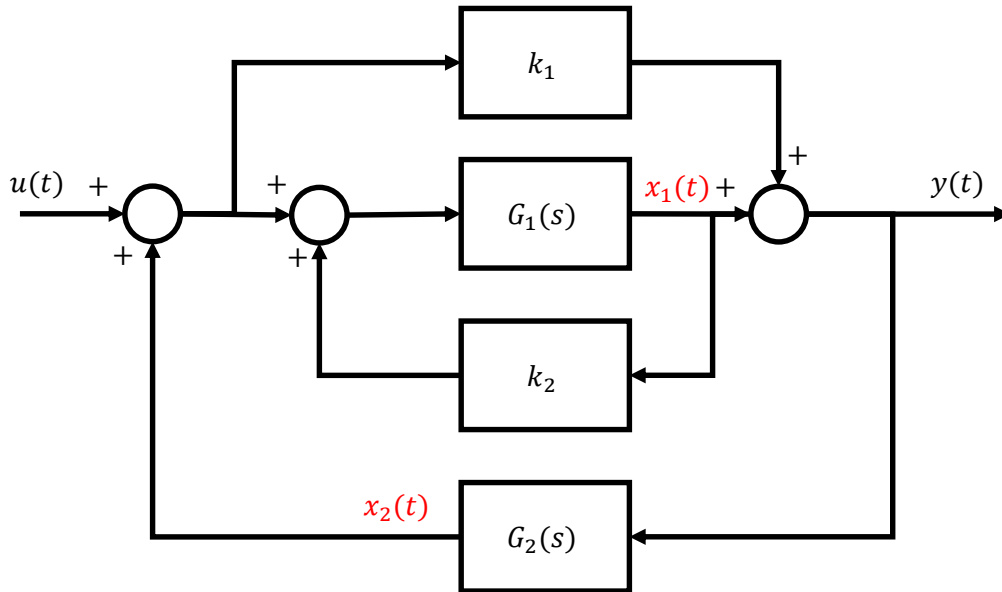 k₁
u(t) + + G₁(s) x₁(t) + + y(t)
+ + k₂
x₂(t) G₂(s)